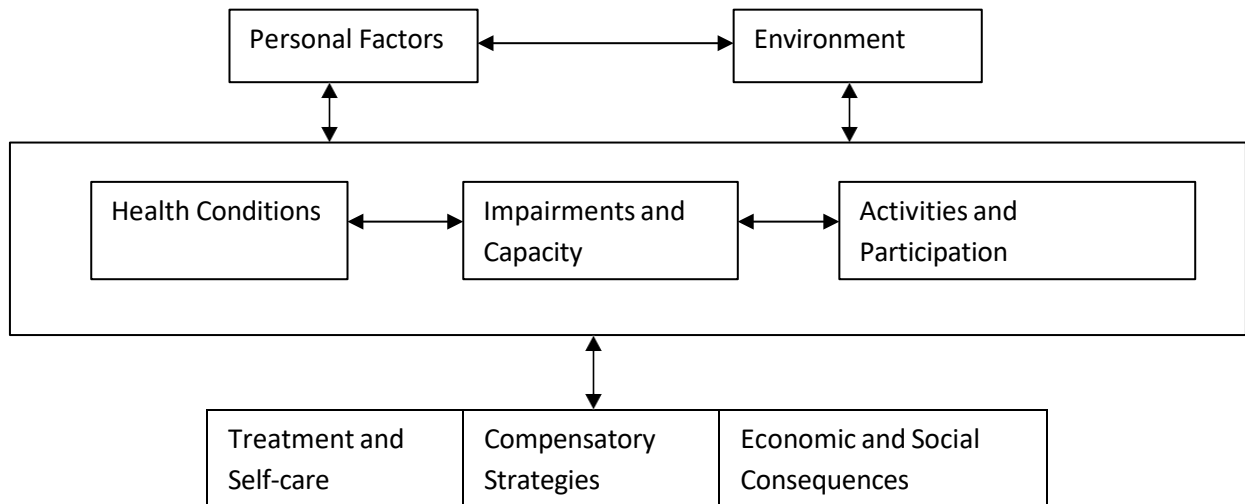 Personal Factors
Environment
Health Conditions
Impairments and
Capacity
Activities and
Participation
Treatment and
Self-care
Compensatory
Strategies
Economic and Social
Consequences